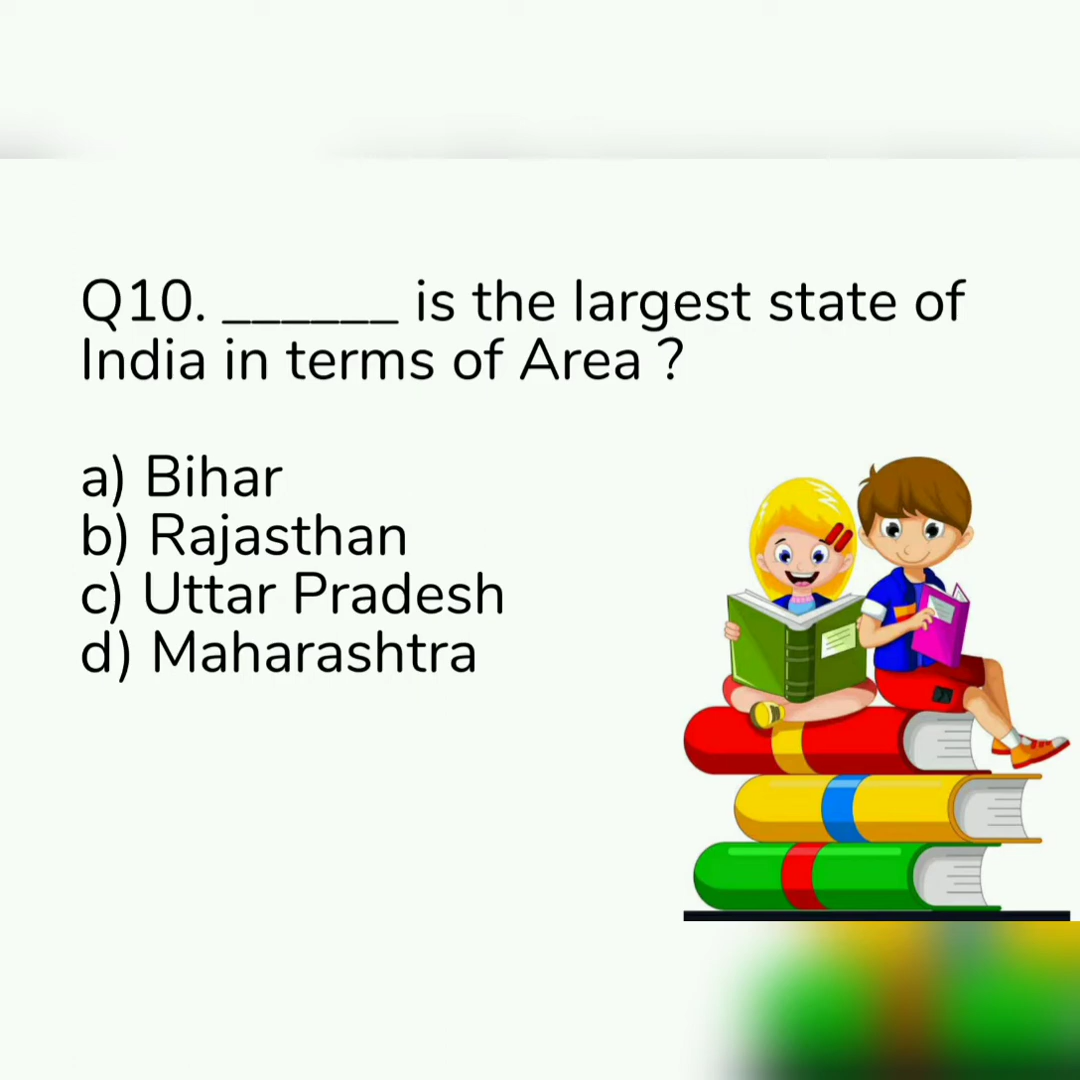 Q10. ______ is the largest state of
India in terms of Area ?
a) Bihar
b) Rajasthan
c) Uttar Pradesh
d) Maharashtra